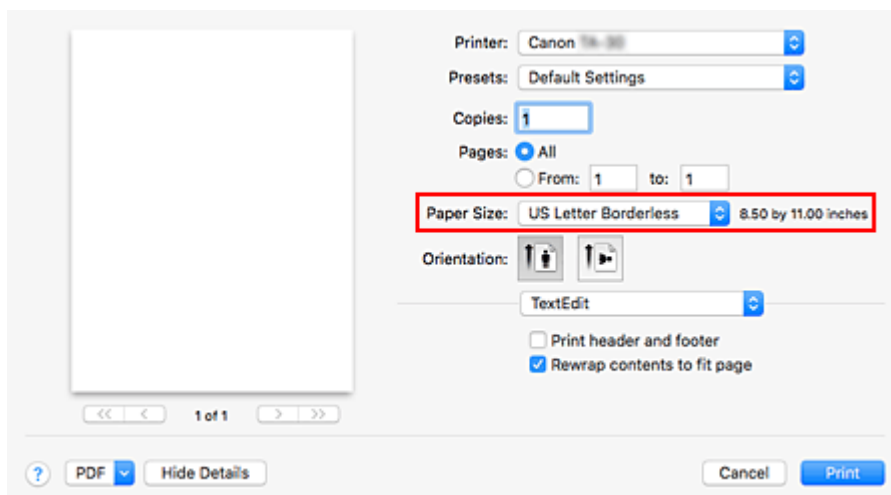 Printer: Canon
Presets: Default Settings
Copies: 1
Pages: All
From: 1 to: 1
Paper Size: US Letter Borderless 8.50 by 11.00 inches
Orientation:
TextEdit
Print header and footer
Rewrap contents to fit page
1 of 1
? PDF Hide Details Cancel Print